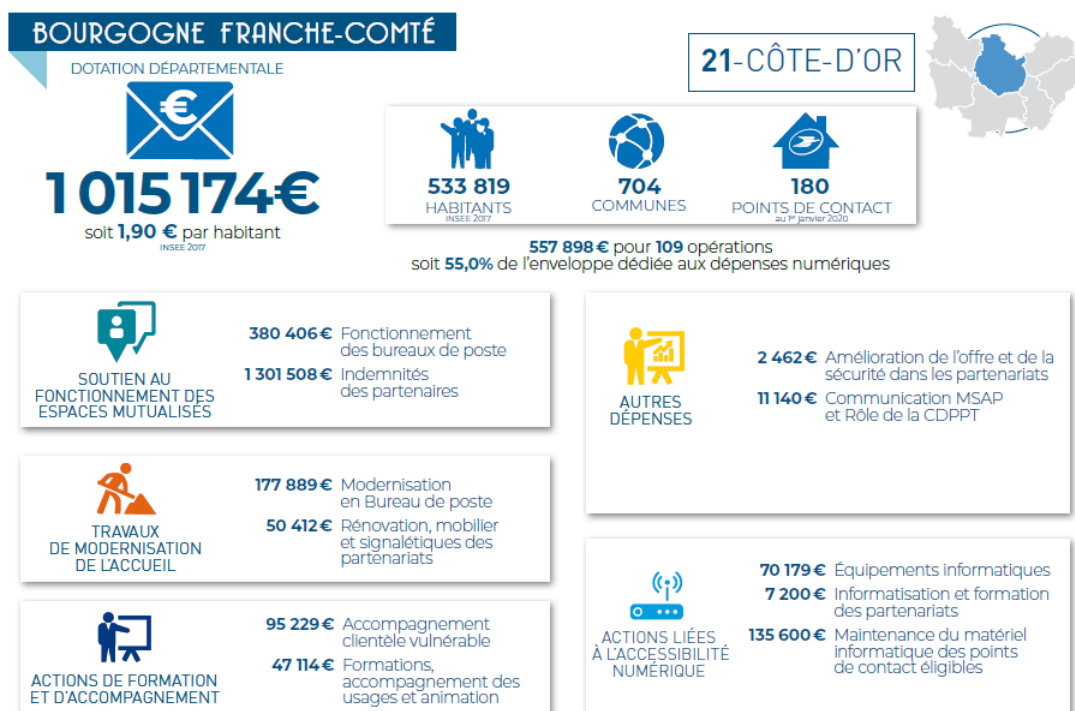 BOURGOGNE FRANCHE-COMTÉ
DOTATION DÉPARTEMENTALE
€
1 015 174€
soit 1,90 € par habitant
INSEE 2017
21-CÔTE-D'OR
533 819
HABITANTS
INSEE 2017
704
COMMUNES
180
POINTS DE CONTACT
au 1er janvier 2020
557 898 € pour 109 opérations
soit 55,0% de l'enveloppe dédiée aux dépenses numériques
SOUTIEN AU
FONCTIONNEMENT DES
ESPACES MUTUALISÉS
380 406 € Fonctionnement
des bureaux de poste
1 301 508 € Indemnités
des partenaires
TRAVAUX
DE MODERNISATION
DE L'ACCUEIL
177 889 € Modernisation
en Bureau de poste
50 412 € Rénovation, mobilier
et signalétiques des
partenariats
ACTIONS DE FORMATION
ET D'ACCOMPAGNEMENT
95 229 € Accompagnement
clientèle vulnérable
47 114 € Formations,
accompagnement des
usages et animation
AUTRES
DÉPENSES
2 462 € Amélioration de l'offre et de la
sécurité dans les partenariats
11 140 € Communication MSAP
et Rôle de la CDPPT
ACTIONS LIÉES
À L'ACCESSIBILITÉ
NUMÉRIQUE
70 179 € Équipements informatiques
7 200 € Informatisation et formation
des partenariats
135 600 € Maintenance du matériel
informatique des points
de contact éligibles